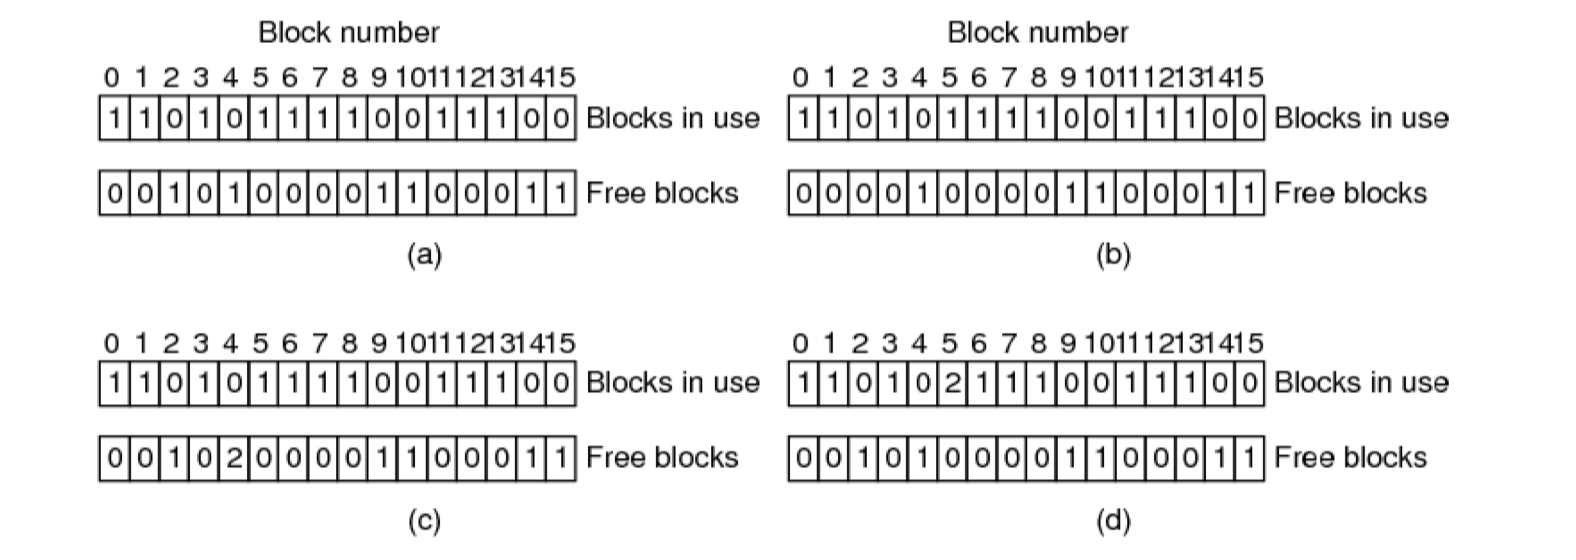 Block number
0 1 2 3 4 5 6 7 8 9 10 11 12 13 14 15
1 1 0 1 0 1 1 1 1 0 0 1 1 1 0 0 Blocks in use
0 0 1 0 1 0 0 0 0 1 1 0 0 0 1 1 Free blocks
(a)
Block number
0 1 2 3 4 5 6 7 8 9 10 11 12 13 14 15
1 1 0 1 0 1 1 1 1 0 0 1 1 1 0 0 Blocks in use
0 0 0 0 1 0 0 0 0 1 1 0 0 0 1 1 Free blocks
(b)
0 1 2 3 4 5 6 7 8 9 10 11 12 13 14 15
1 1 0 1 0 1 1 1 1 0 0 1 1 1 0 0 Blocks in use
0 0 1 0 2 0 0 0 0 1 1 0 0 0 1 1 Free blocks
(c)
0 1 2 3 4 5 6 7 8 9 10 11 12 13 14 15
1 1 0 1 0 2 1 1 1 0 0 1 1 1 0 0 Blocks in use
0 0 1 0 1 0 0 0 0 1 1 0 0 0 1 1 Free blocks
(d)